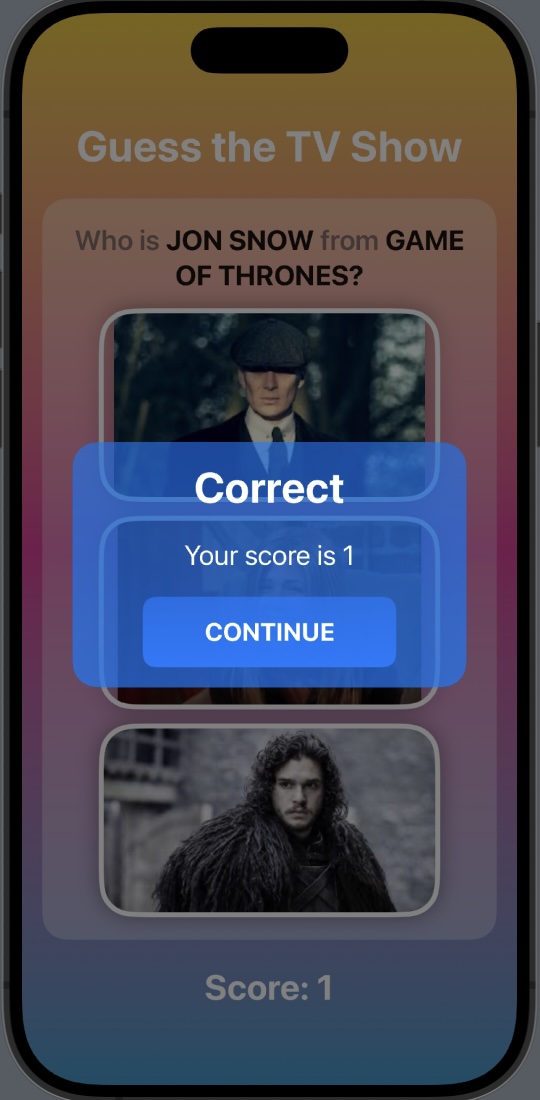 Guess the TV Show
Who is JON SNOW from GAME
OF THRONES?
Correct
Your score is 1
CONTINUE
Score: 1